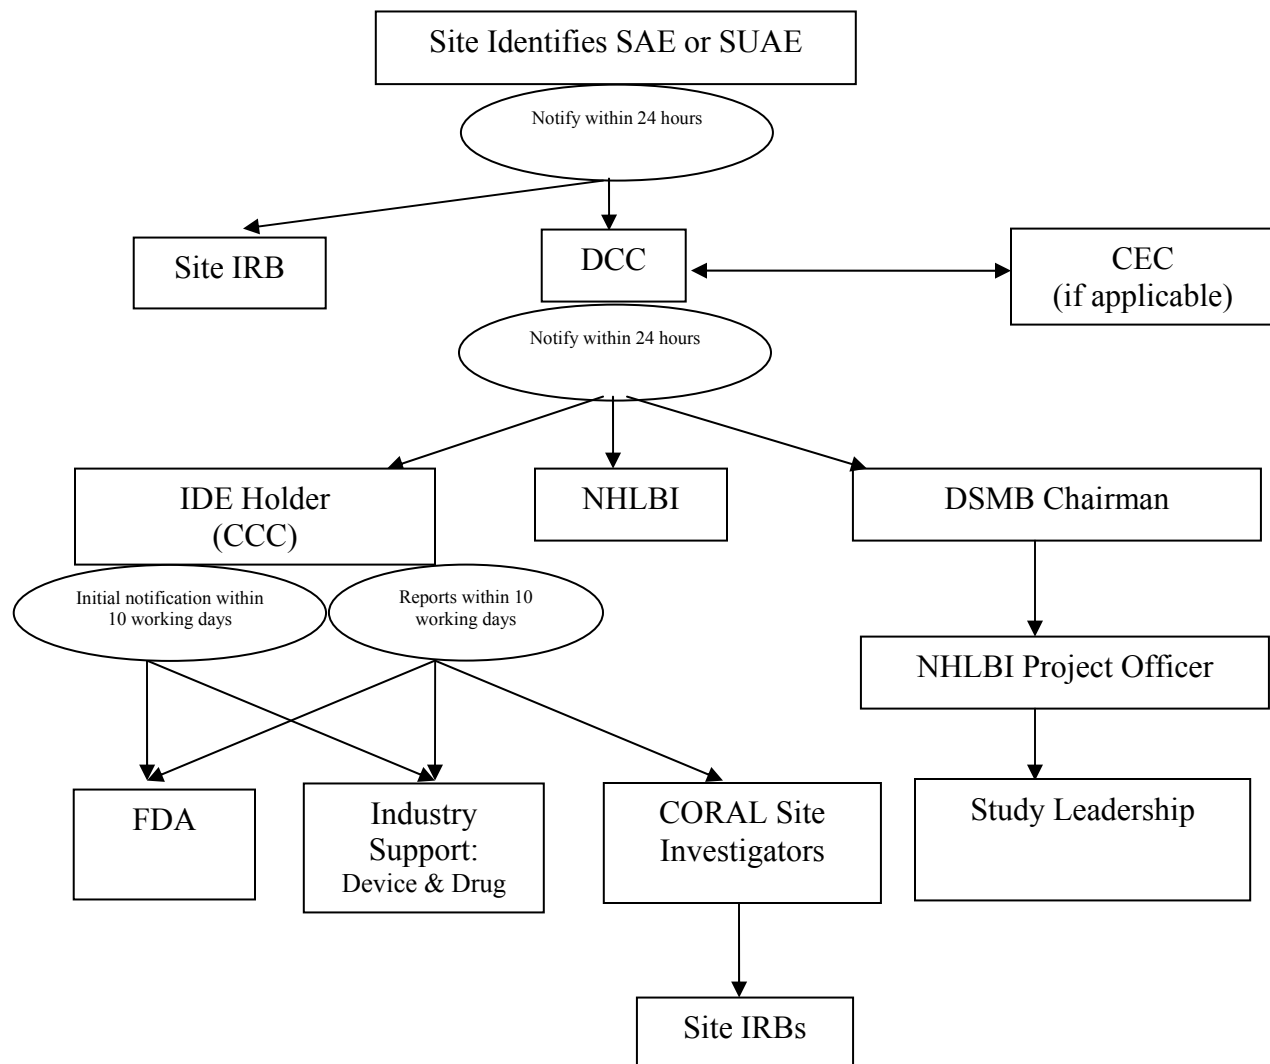 Site Identifies SAE or SUAE
Notify within 24 hours
Site IRB
DCC
CEC
(if applicable)
Notify within 24 hours
IDE Holder
(CCC)
NHLBI
DSMB Chairman
Initial notification within
10 working days
Reports within 10
working days
NHLBI Project Officer
FDA
Industry
Support:
Device & Drug
CORAL Site
Investigators
Study Leadership
Site IRBs